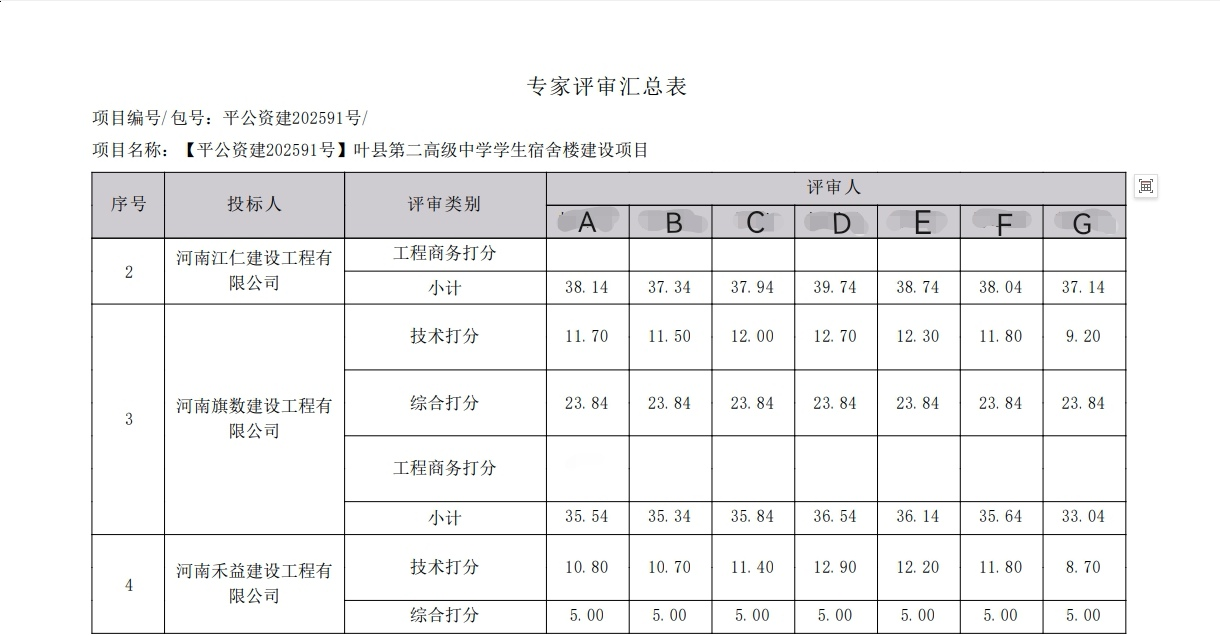 专家评审汇总表
项目编号/包号：平公资建202591号/
项目名称：【平公资建202591号】叶县第二高级中学学生宿舍楼建设项目
序号 投标人 评审类别 评审人
A B C D E F G
2 河南江仁建设工程有限公司 工程商务打分
小计 38.14 37.34 37.94 39.74 38.74 38.04 37.14
3 河南旗数建设工程有限公司 技术打分 11.70 11.50 12.00 12.70 12.30 11.80 9.20
综合打分 23.84 23.84 23.84 23.84 23.84 23.84 23.84
工程商务打分
小计 35.54 35.34 35.84 36.54 36.14 35.64 33.04
4 河南禾益建设工程有限公司 技术打分 10.80 10.70 11.40 12.90 12.20 11.80 8.70
综合打分 5.00 5.00 5.00 5.00 5.00 5.00 5.00